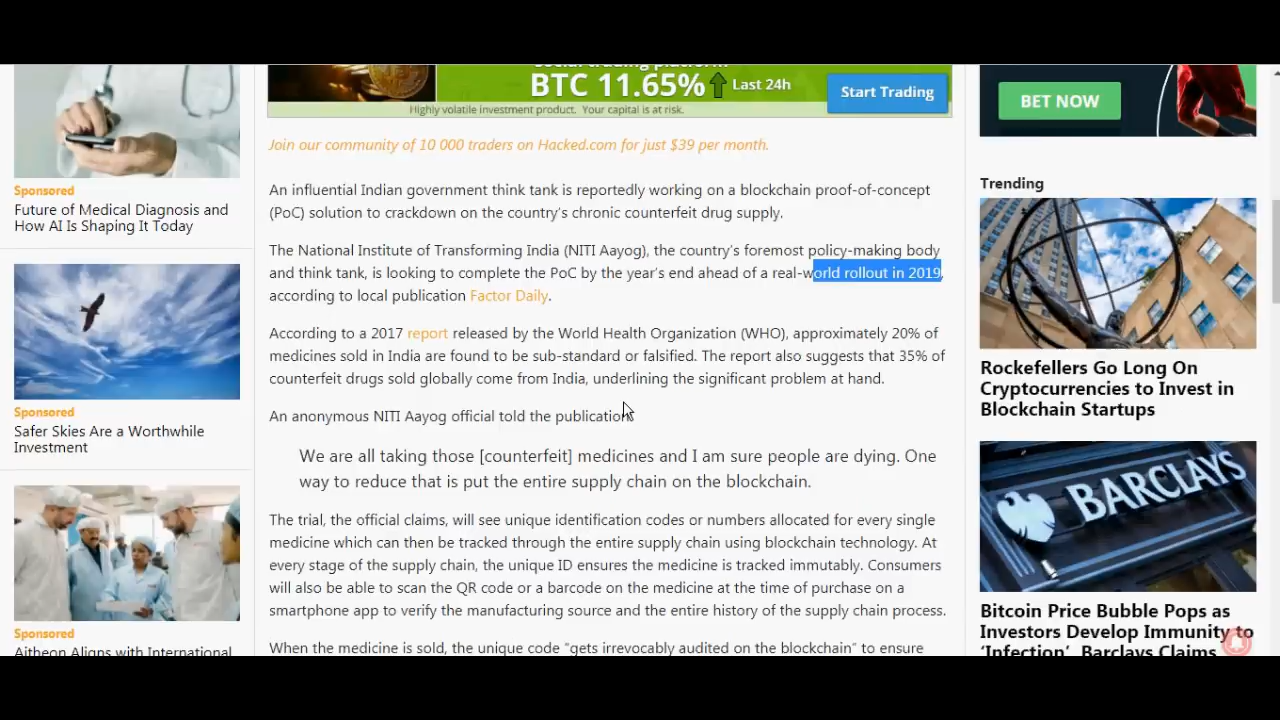 Sponsored
Future of Medical Diagnosis and
How AI Is Shaping It Today
Sponsored
Safer Skies Are a Worthwhile
Investment
Sponsored
Aitheon Aligns with International
BTC 11.65% Last 24h
Start Trading
Highly volatile investment product. Your capital is at risk.
Join our community of 10 000 traders on Hacked.com for just $39 per month.
An influential Indian government think tank is reportedly working on a blockchain proof-of-concept
(PoC) solution to crackdown on the country's chronic counterfeit drug supply.
The National Institute of Transforming India (NITI Aayog), the country's foremost policy-making body
and think tank, is looking to complete the PoC by the year's end ahead of a real-world rollout in 2019,
according to local publication Factor Daily.
According to a 2017 report released by the World Health Organization (WHO), approximately 20% of
medicines sold in India are found to be sub-standard or falsified. The report also suggests that 35% of
counterfeit drugs sold globally come from India, underlining the significant problem at hand.
An anonymous NITI Aayog official told the publication:
We are all taking those [counterfeit] medicines and I am sure people are dying. One
way to reduce that is put the entire supply chain on the blockchain.
The trial, the official claims, will see unique identification codes or numbers allocated for every single
medicine which can then be tracked through the entire supply chain using blockchain technology. At
every stage of the supply chain, the unique ID ensures the medicine is tracked immutably. Consumers
will also be able to scan the QR code or a barcode on the medicine at the time of purchase on a
smartphone app to verify the manufacturing source and the entire history of the supply chain process.
When the medicine is sold, the unique code "gets irrevocably audited on the blockchain" to ensure
BET NOW
Trending
Rockefellers Go Long On
Cryptocurrencies to Invest in
Blockchain Startups
BARCLAYS
Bitcoin Price Bubble Pops as
Investors Develop Immunity to
'Infection', Barclays Claims